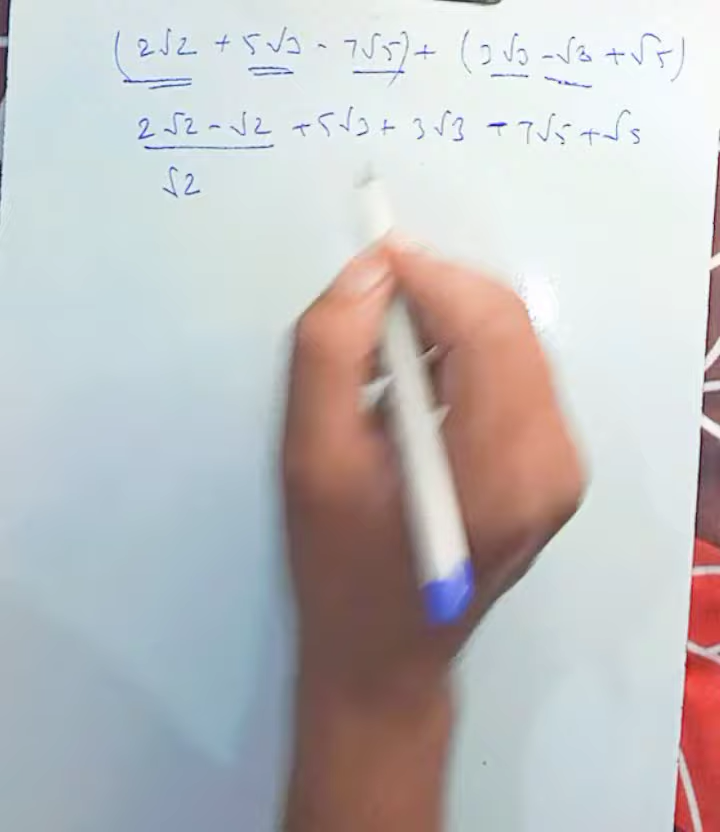 (2√2 + 5√3 - 7√5) + (3√3 - √3 + √5)
2√2 - √2 + 5√3 + 3√3 - 7√5 + √5
√2